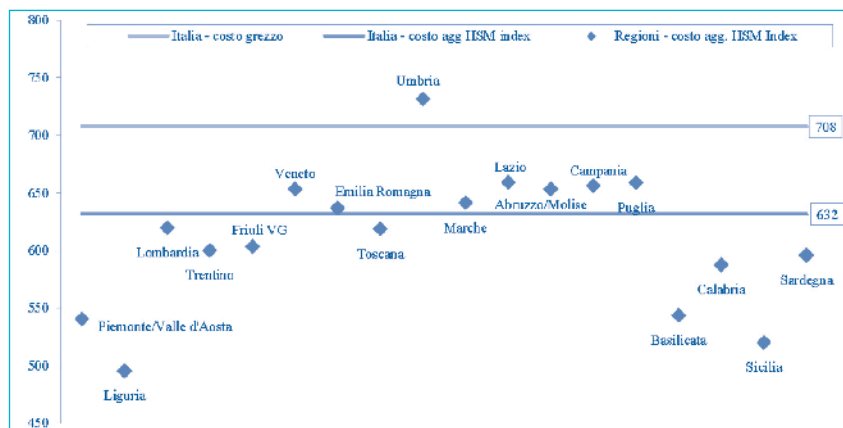 800
Italia - costo grezzo
Italia - costo agg HSM index
Regioni - costo agg. HSM Index
750
Umbria
700
708
Lazio
Campania
Veneto
650
Emilia Romagna
Abruzzo/Molise
Puglia
632
Marche
Friuli VG
Lombardia
Toscana
600
Trentino
Sardegna
Calabria
550
Piemonte/Valle d'Aosta
Basilicata
Sicilia
500
Liguria
450